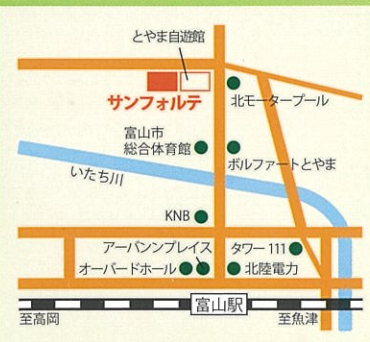 とやま自遊館
サンフォルテ
北モータープール
富山市
総合体育館
ボルファートとやま
いたち川
KNB
アーバンンプレイス
タワー111
オーバードホール
北陸電力
富山駅
至高岡
至魚津